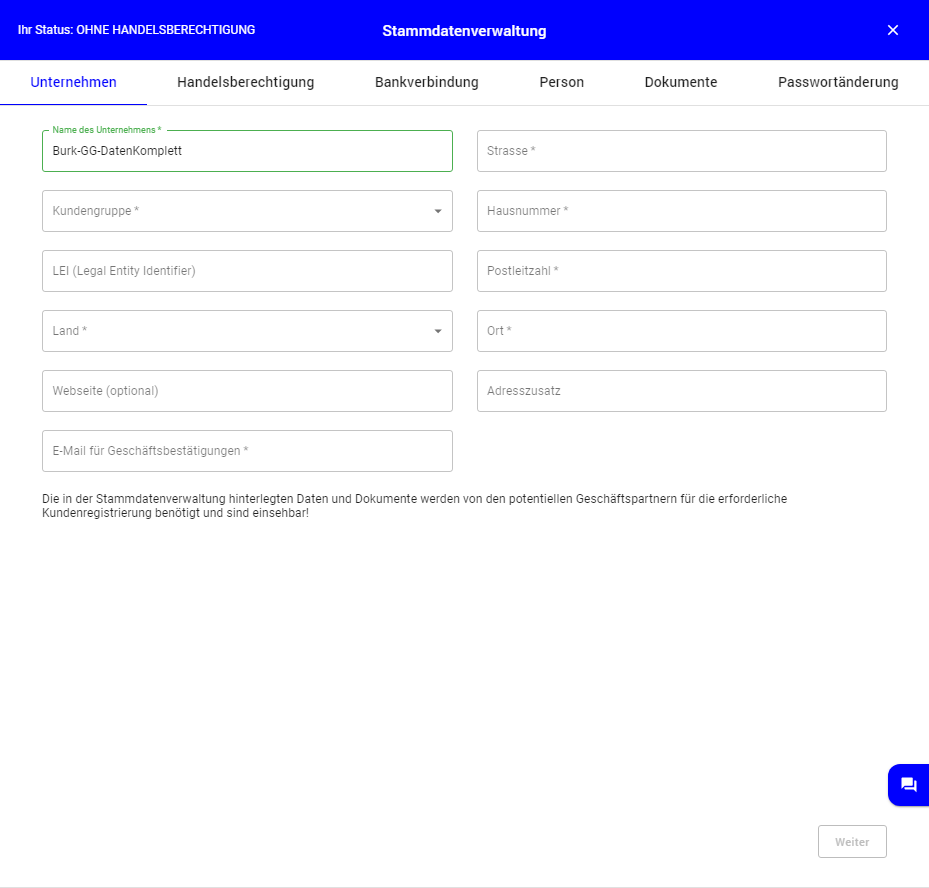 Ihr Status: OHNE HANDELSBERECHTIGUNG
Stammdatenverwaltung
Unternehmen
Handelsberechtigung
Bankverbindung
Person
Dokumente
Passwortänderung
Name des Unternehmens *
Burk-GG-DatenKomplett
Strasse *
Kundengruppe *
Hausnummer *
LEI (Legal Entity Identifier)
Postleitzahl *
Land *
Ort *
Webseite (optional)
Adresszusatz
E-Mail für Geschäftsbestätigungen *
Die in der Stammdatenverwaltung hinterlegten Daten und Dokumente werden von den potentiellen Geschäftspartnern für die erforderliche
Kundenregistrierung benötigt und sind einsehbar!
Weiter